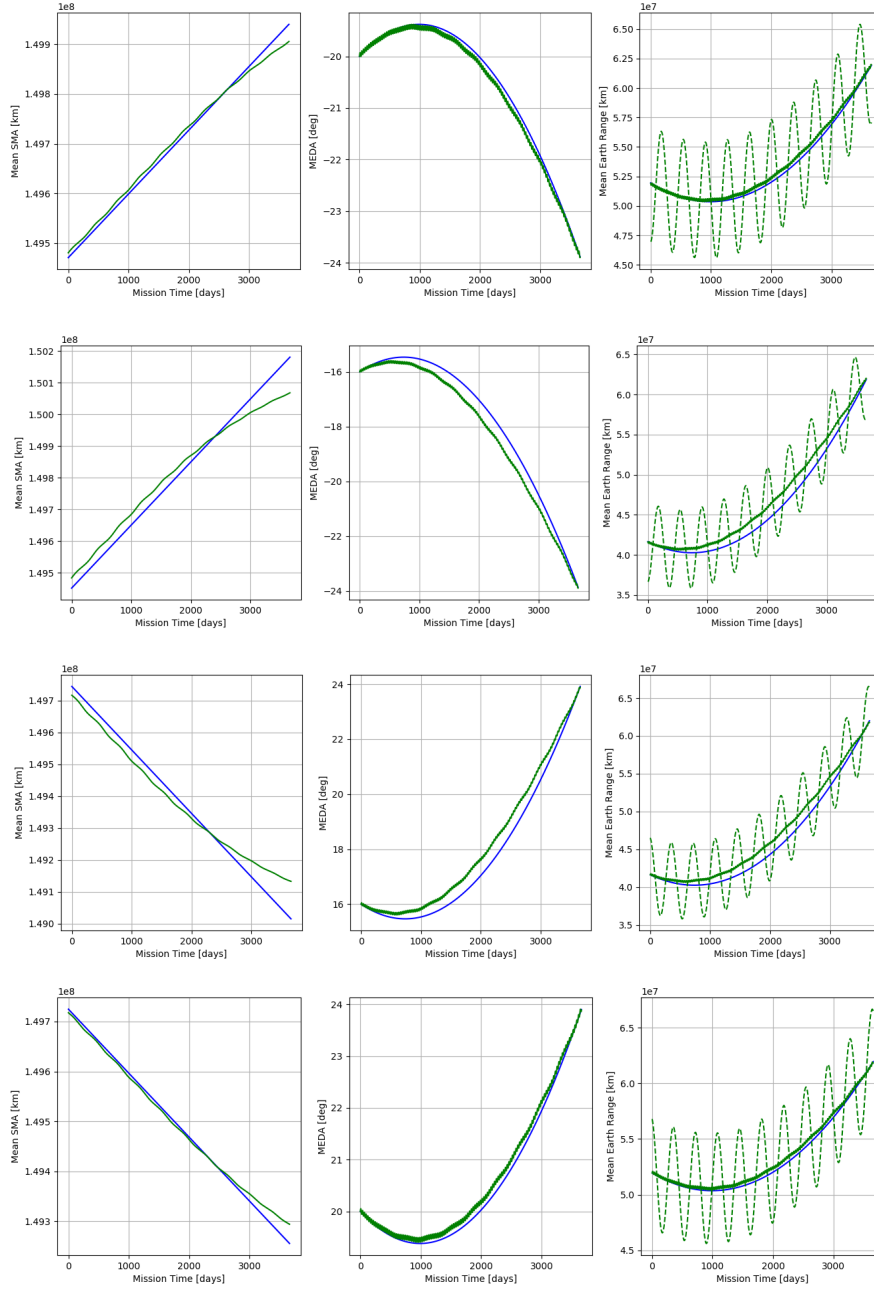 1e8
1.499
1.498
1.497
1.496
1.495
Mean SMA [km]
0 1000 2000 3000
Mission Time [days]
−20
−21
−22
−23
−24
MEDA [deg]
0 1000 2000 3000
Mission Time [days]
1e7
6.50
6.25
6.00
5.75
5.50
5.25
5.00
4.75
4.50
Mean Earth Range [km]
0 1000 2000 3000
Mission Time [days]
1e8
1.502
1.501
1.500
1.499
1.498
1.497
1.496
1.495
Mean SMA [km]
0 1000 2000 3000
Mission Time [days]
−16
−18
−20
−22
−24
MEDA [deg]
0 1000 2000 3000
Mission Time [days]
1e7
6.5
6.0
5.5
5.0
4.5
4.0
3.5
Mean Earth Range [km]
0 1000 2000 3000
Mission Time [days]
1e8
1.497
1.496
1.495
1.494
1.493
1.492
1.491
1.490
Mean SMA [km]
0 1000 2000 3000
Mission Time [days]
24
22
20
18
16
MEDA [deg]
0 1000 2000 3000
Mission Time [days]
1e7
6.5
6.0
5.5
5.0
4.5
4.0
3.5
Mean Earth Range [km]
0 1000 2000 3000
Mission Time [days]
1e8
1.497
1.496
1.495
1.494
1.493
Mean SMA [km]
0 1000 2000 3000
Mission Time [days]
24
23
22
21
20
MEDA [deg]
0 1000 2000 3000
Mission Time [days]
1e7
6.5
6.0
5.5
5.0
4.5
Mean Earth Range [km]
0 1000 2000 3000
Mission Time [days]